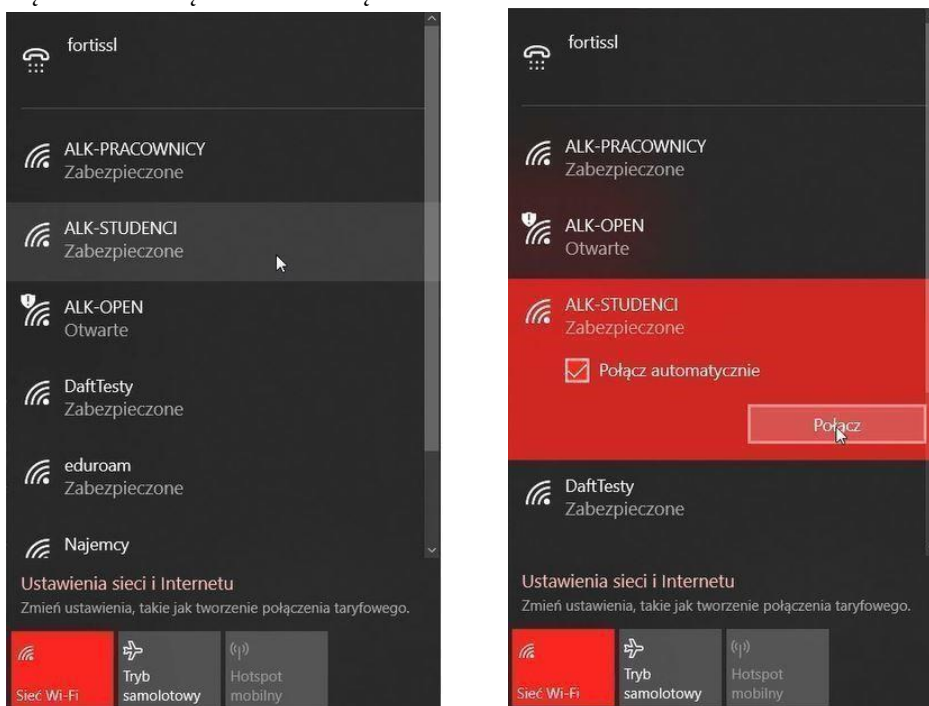 fortissl
ALK-PRACOWNICY
Zabezpieczone
ALK-STUDENCI
Zabezpieczone
ALK-OPEN
Otwarte
DaftTesty
Zabezpieczone
eduroam
Zabezpieczone
Najemcy
Ustawienia sieci i Internetu
Zmień ustawienia, takie jak tworzenie połączenia taryfowego.
Sieć Wi-Fi
Tryb samolotowy
Hotspot mobilny
fortissl
ALK-PRACOWNICY
Zabezpieczone
ALK-OPEN
Otwarte
ALK-STUDENCI
Zabezpieczone
Połącz automatycznie
Połącz
DaftTesty
Zabezpieczone
Ustawienia sieci i Internetu
Zmień ustawienia, takie jak tworzenie połączenia taryfowego.
Sieć Wi-Fi
Tryb samolotowy
Hotspot mobilny